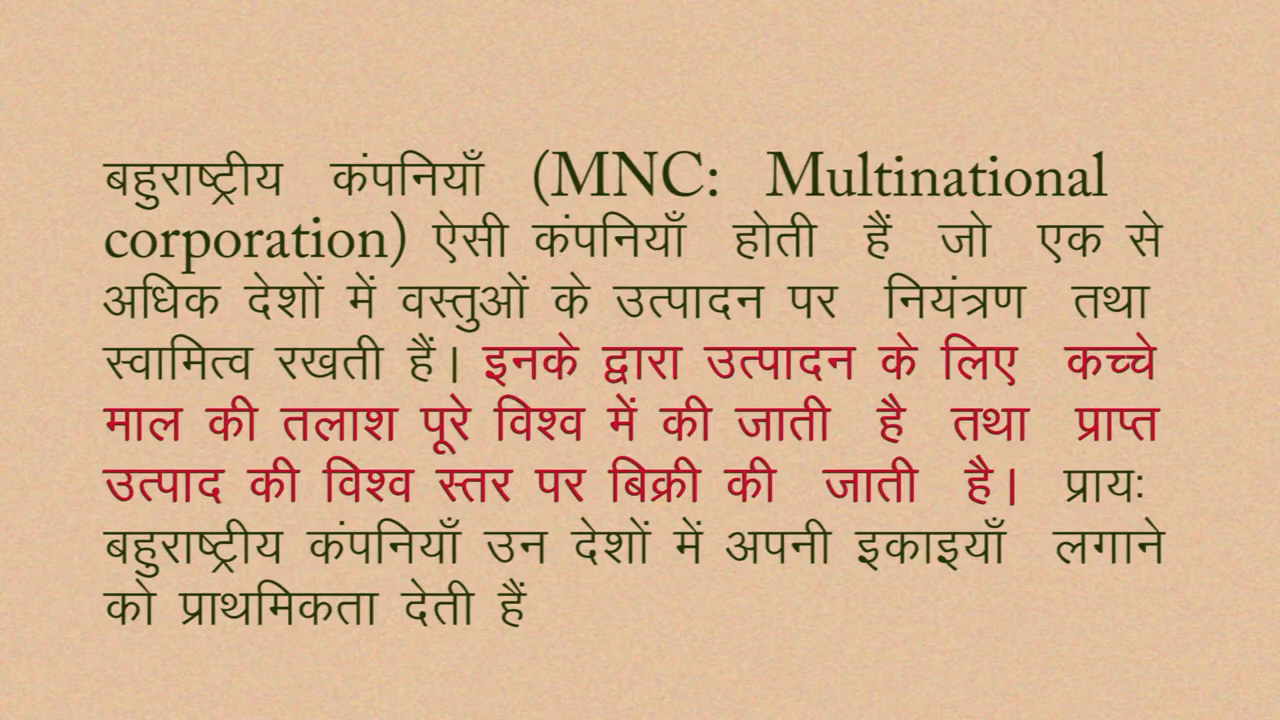 बहुराष्ट्रीय कंपनियाँ (MNC: Multinational
corporation) ऐसी कंपनियाँ होती हैं जो एक से
अधिक देशों में वस्तुओं के उत्पादन पर नियंत्रण तथा
स्वामित्व रखती हैं। इनके द्वारा उत्पादन के लिए कच्चे
माल की तलाश पूरे विश्व में की जाती है तथा प्राप्त
उत्पाद की विश्व स्तर पर बिक्री की जाती है। प्रायः
बहुराष्ट्रीय कंपनियाँ उन देशों में अपनी इकाइयाँ लगाने
को प्राथमिकता देती हैं